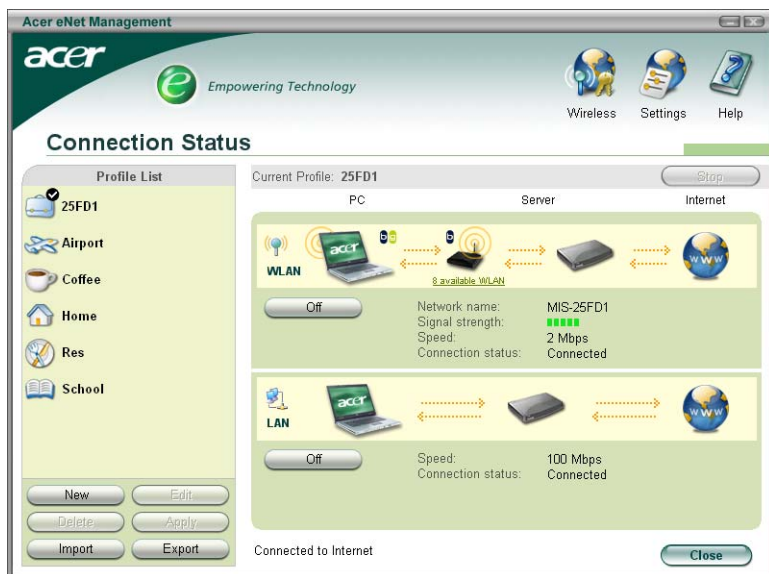 Acer eNet Management
acer
e Empowering Technology
Wireless Settings Help
Connection Status
Profile List
25FD1
Airport
Coffee
Home
Res
School
New Edit
Delete Apply
Import Export
Current Profile: 25FD1 Stop
PC Server Internet
WLAN
acer
b g
b
8 available WLAN
www
Off
Network name: MIS-25FD1
Signal strength:
Speed: 2 Mbps
Connection status: Connected
LAN
acer
www
Off
Speed: 100 Mbps
Connection status: Connected
Connected to Internet
Close